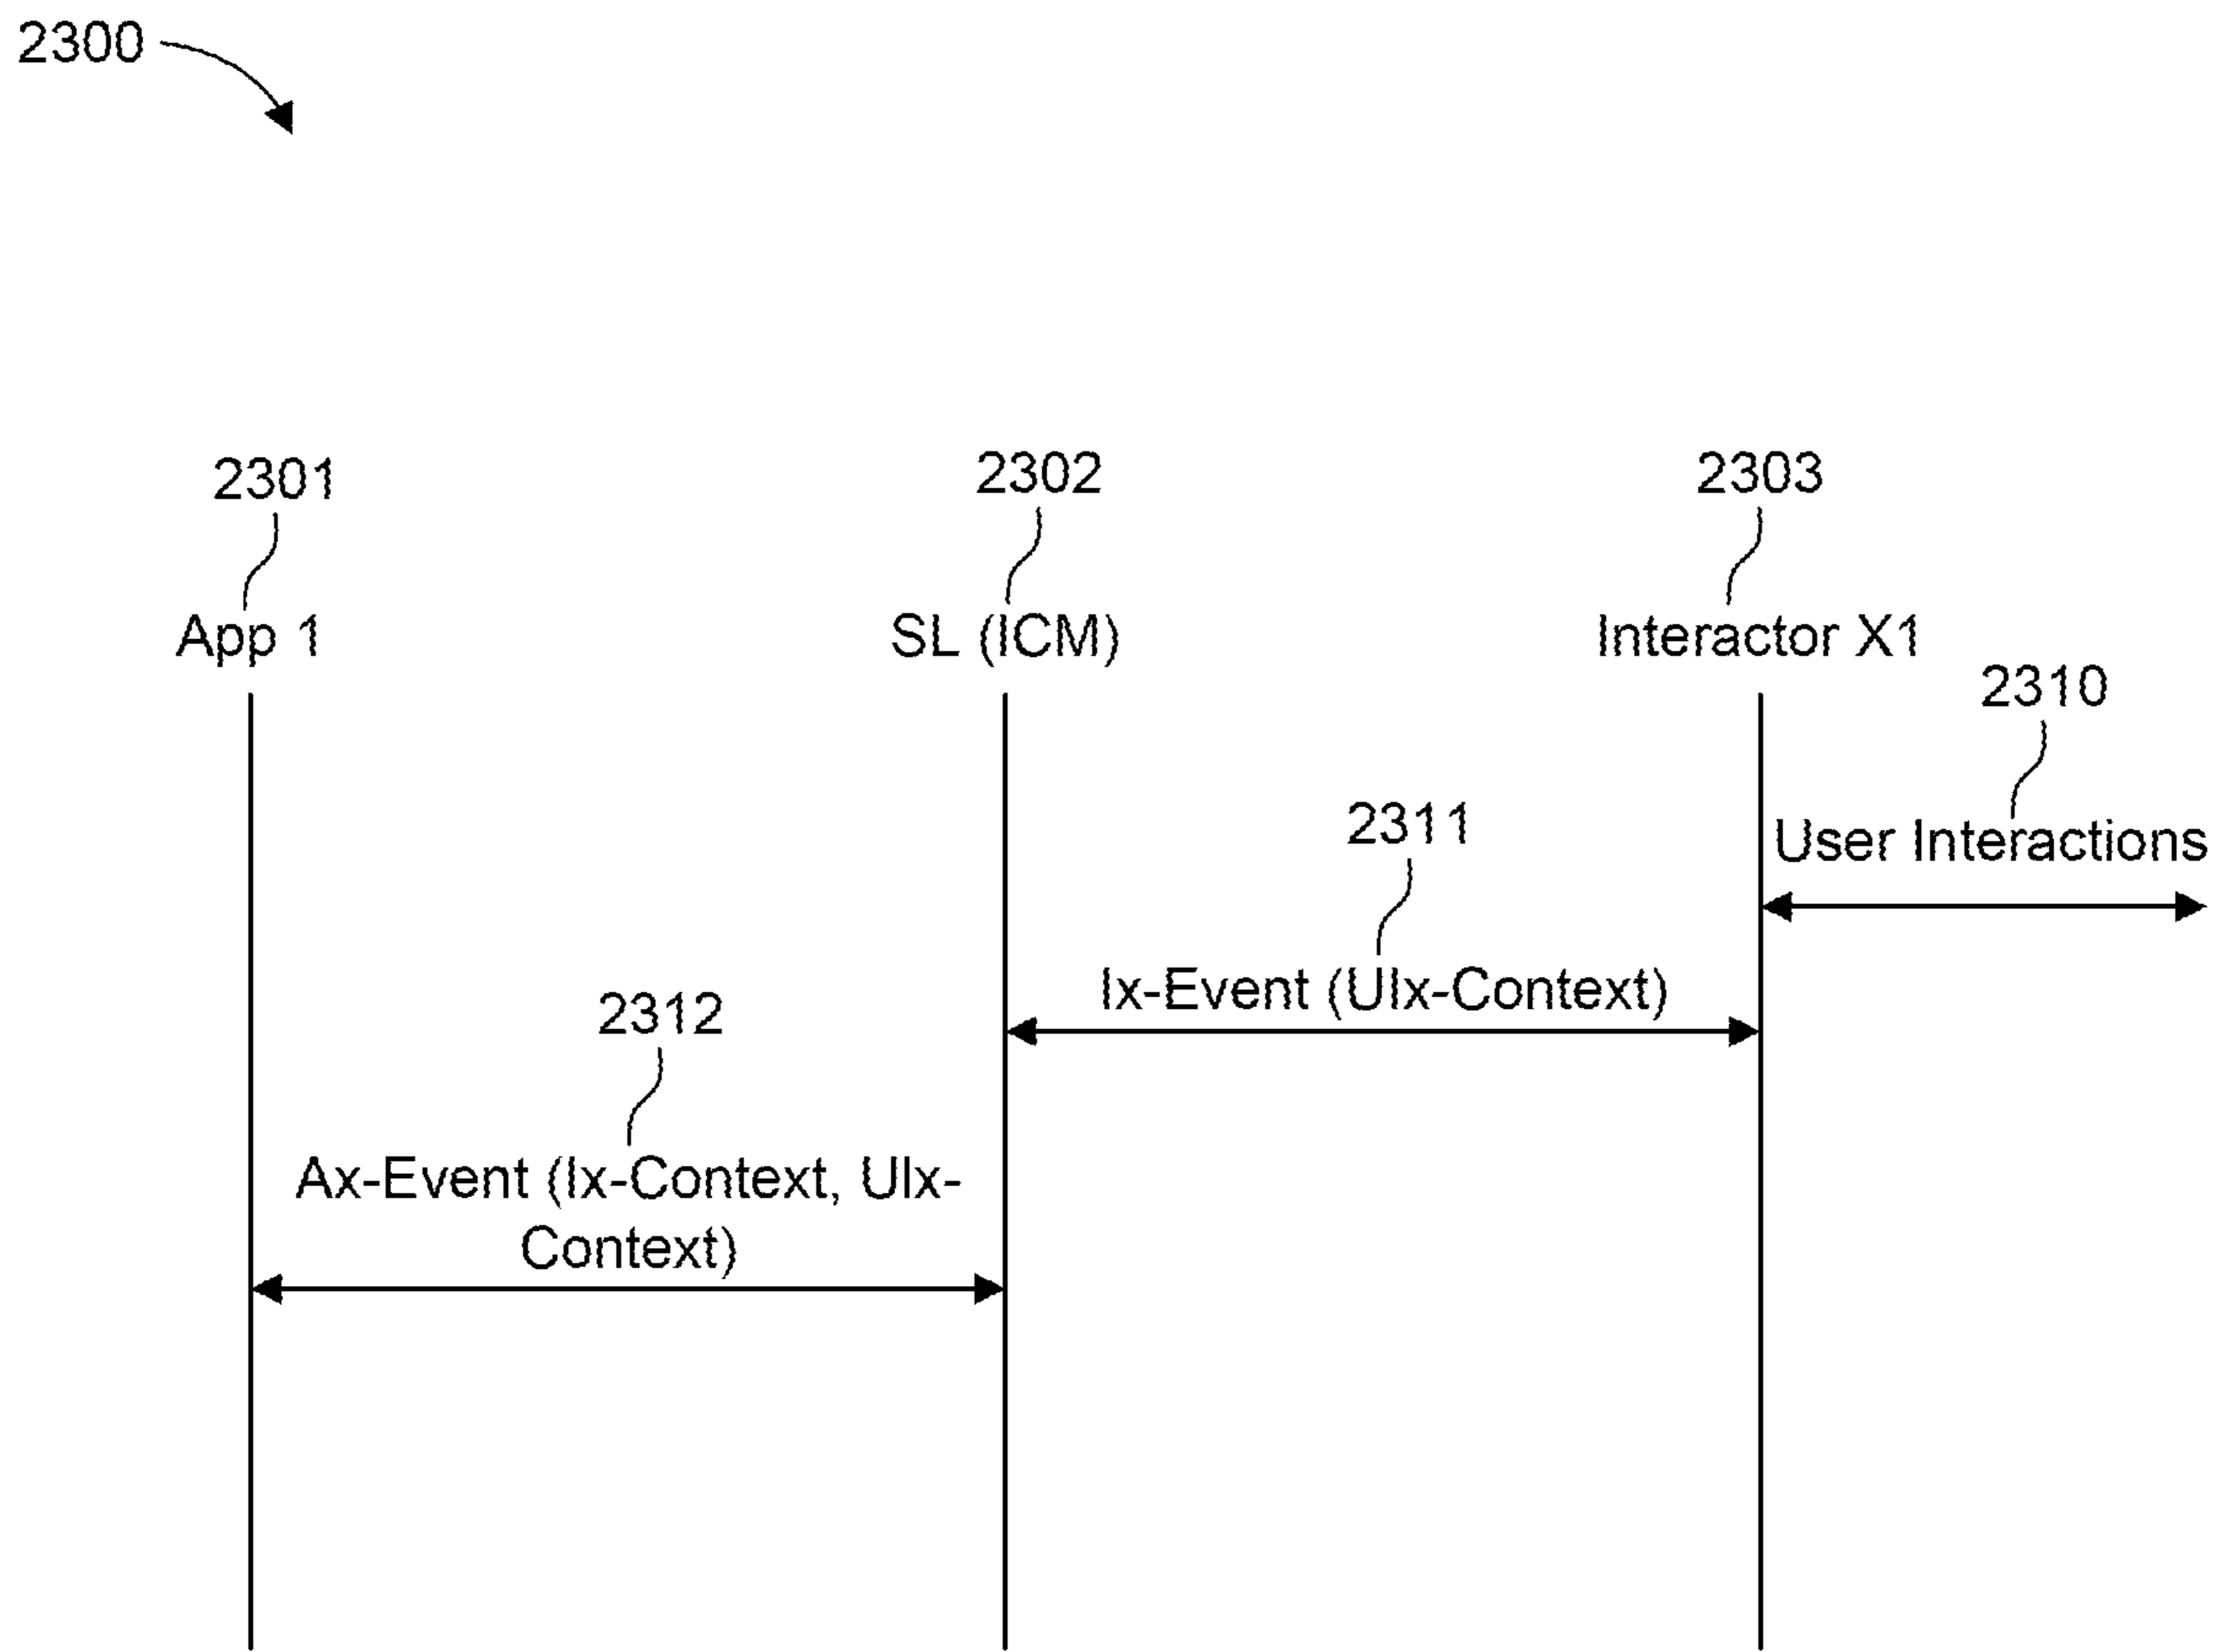 2300
2301
2302
2303
App 1
SL (ICM)
Interactor X1
2310
2311
User Interactions
2312
Ix-Event (UIx-Context)
Ax-Event (Ix-Context, UIx-
Context)